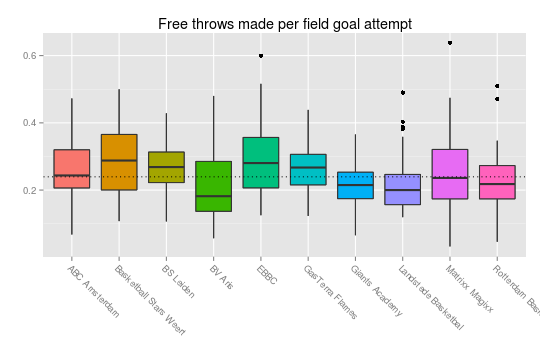 Free throws made per field goal attempt
0.6
0.4
0.2
ABC Amsterdam
Basketball Stars Weert
BS Leiden
BV Aris
EBBC
GasTerra Flames
Giants Academy
Landstede Basketbal
Matrixx Magixx
Rotterdam Bas